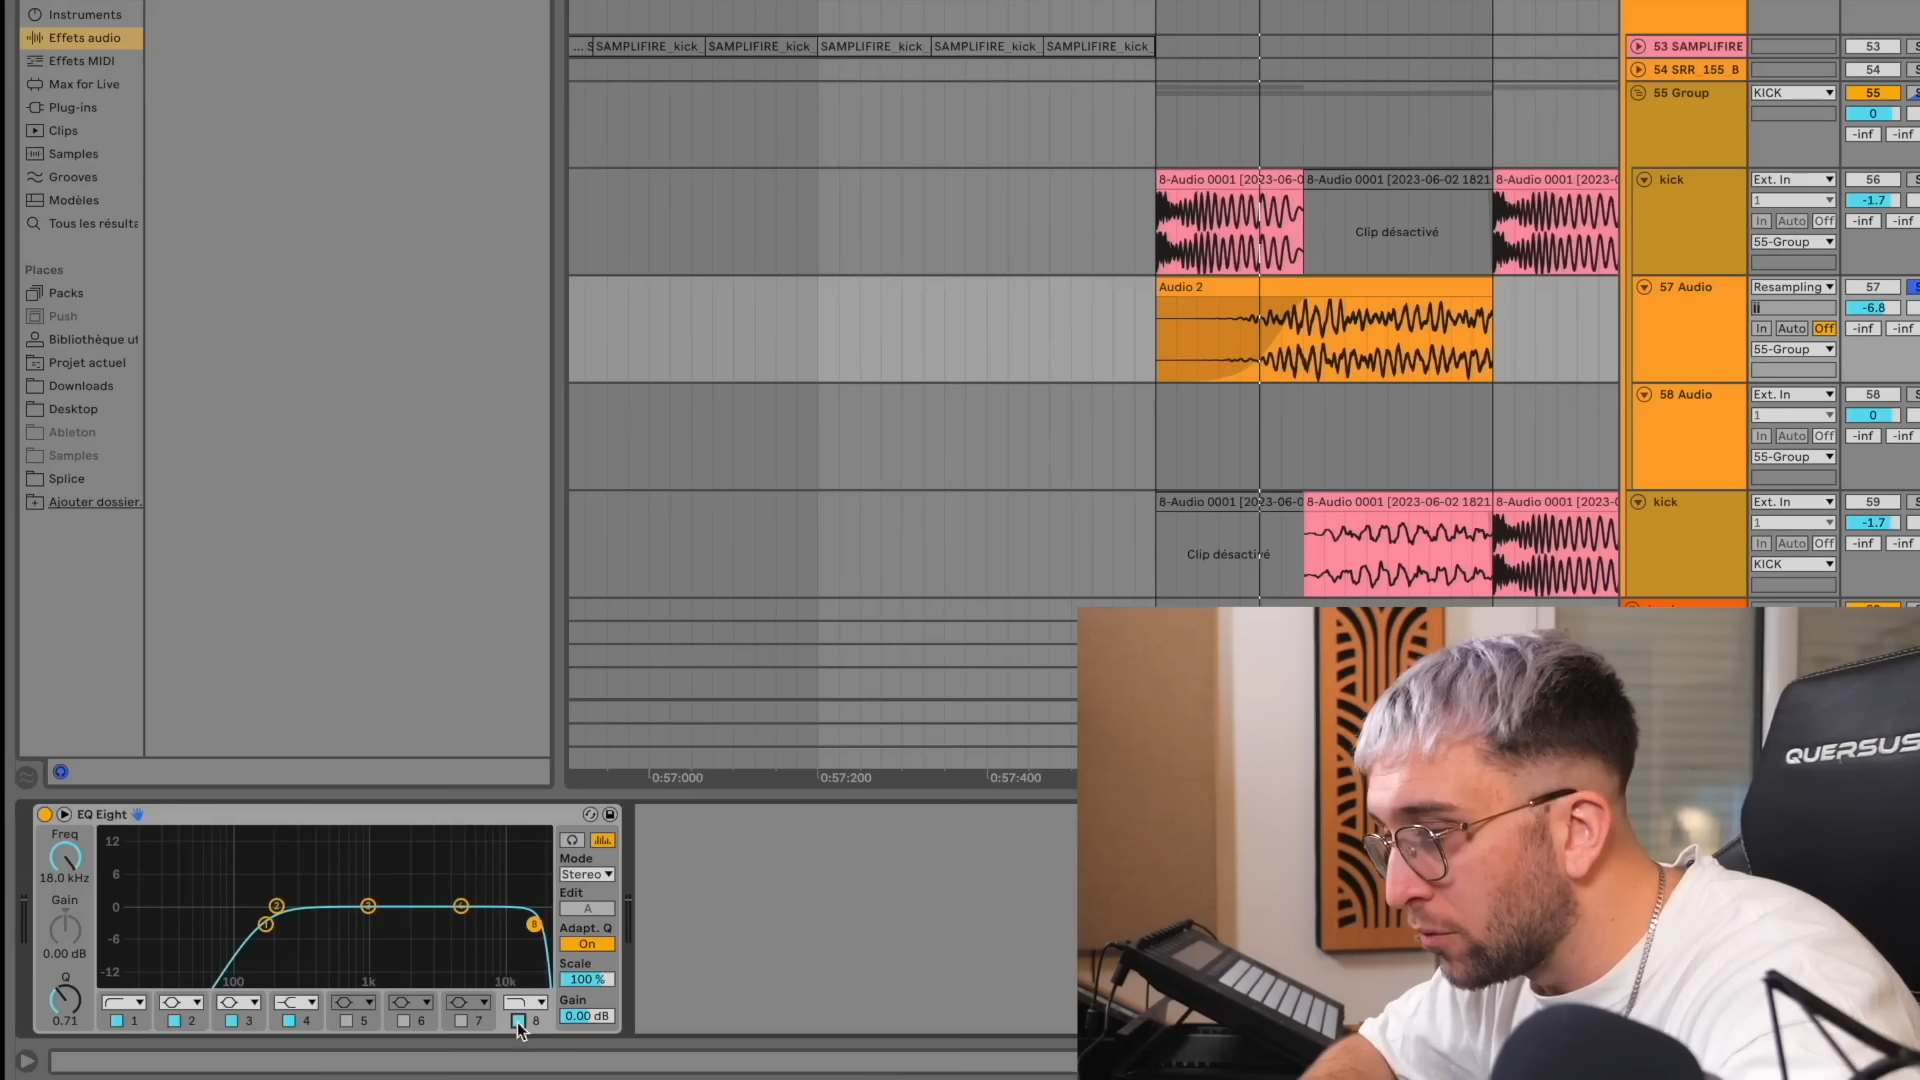 Instruments
Effets audio
Effets MIDI
Max for Live
Plug-ins
Clips
Samples
Grooves
Modèles
Tous les résulta
Places
Packs
Push
Bibliothèque ut
Projet actuel
Downloads
Desktop
Ableton
Samples
Splice
Ajouter dossier.
... S SAMPLIFIRE_kick SAMPLIFIRE_kick SAMPLIFIRE_kick SAMPLIFIRE_kick SAMPLIFIRE_kick
53 SAMPLIFIRE 53
54 SRR_155_B 54
55 Group KICK 55
0
-inf -inf
8-Audio 0001 [2023-06-0 8-Audio 0001 [2023-06-02 1821 8-Audio 0001 [2023-0
Clip désactivé
kick Ext. In 56
1 -1.7
In Auto Off -inf -inf
55-Group
Audio 2
57 Audio Resampling 57
-6.8
In Auto Off -inf -inf
55-Group
58 Audio Ext. In 58
1 0
In Auto Off -inf -inf
55-Group
8-Audio 0001 [2023-06-0 8-Audio 0001 [2023-06-02 1821 8-Audio 0001 [2023-0
Clip désactivé
kick Ext. In 59
1 -1.7
In Auto Off -inf -inf
KICK
0:57:000 0:57:200 0:57:400
EQ Eight
Freq
18.0 kHz
Gain
0.00 dB
Q
0.71
12
6
0
-6
-12
100 1k 10k
1 2 3 4 8
1 2 3 4 5 6 7 8
Mode
Stereo
Edit
A
Adapt. Q
On
Scale
100 %
Gain
0.00 dB
QUERSUS